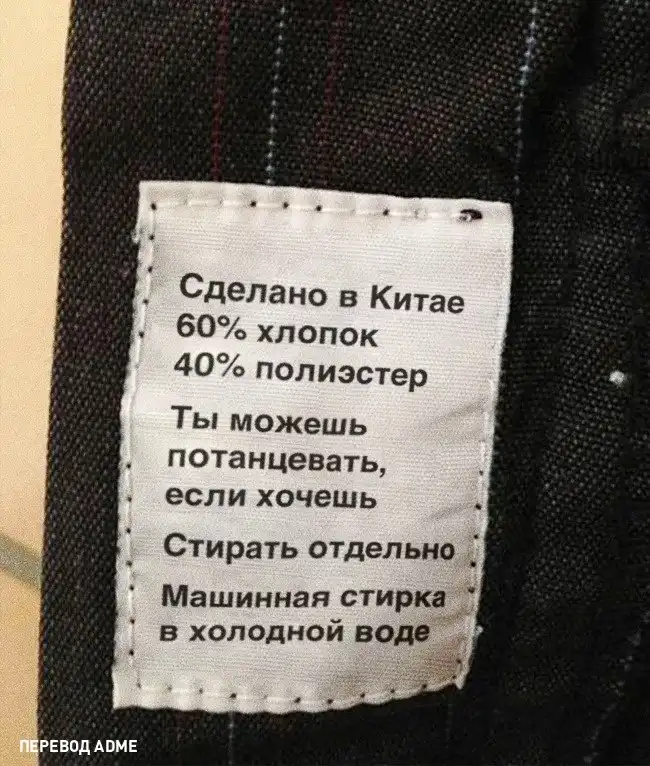 Сделано в Китае
60% хлопок
40% полиэстер
Ты можешь
потанцевать,
если хочешь
Стирать отдельно
Машинная стирка
в холодной воде
ПЕРЕВОД ADME